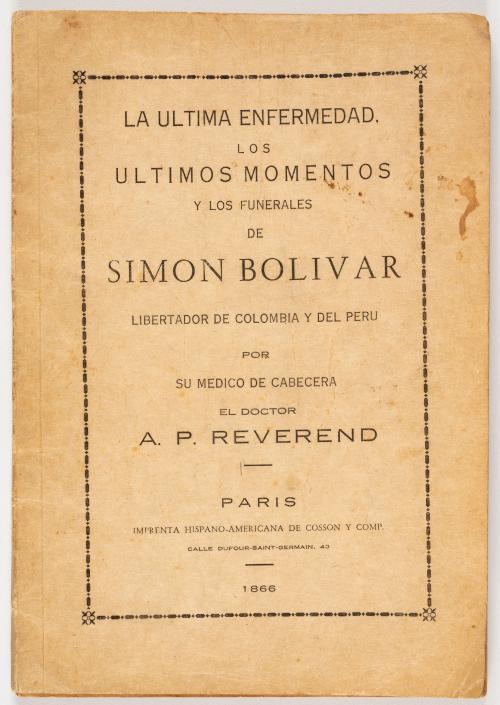 LA ULTIMA ENFERMEDAD,
LOS
ULTIMOS MOMENTOS
Y LOS FUNERALES
DE
SIMON BOLIVAR
LIBERTADOR DE COLOMBIA Y DEL PERU
POR
SU MEDICO DE CABECERA
EL DOCTOR
A. P. REVEREND
PARIS
IMPRENTA HISPANO-AMERICANA DE COSSON Y COMP.
CALLE DUFOUR-SAINT-GERMAIN, 43
1866